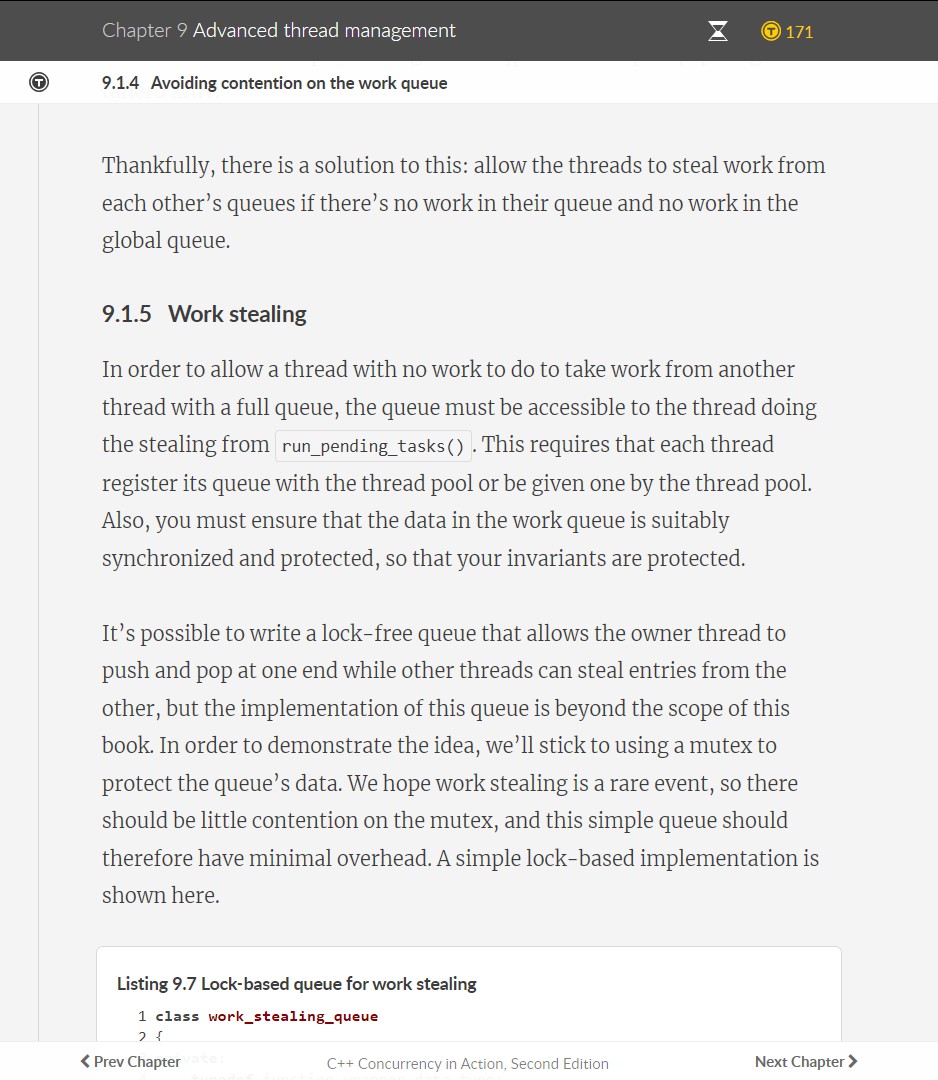 Chapter 9 Advanced thread management
171
9.1.4 Avoiding contention on the work queue
Thankfully, there is a solution to this: allow the threads to steal work from
each other’s queues if there’s no work in their queue and no work in the
global queue.
9.1.5 Work stealing
In order to allow a thread with no work to do to take work from another
thread with a full queue, the queue must be accessible to the thread doing
the stealing from run_pending_tasks(). This requires that each thread
register its queue with the thread pool or be given one by the thread pool.
Also, you must ensure that the data in the work queue is suitably
synchronized and protected, so that your invariants are protected.
It’s possible to write a lock-free queue that allows the owner thread to
push and pop at one end while other threads can steal entries from the
other, but the implementation of this queue is beyond the scope of this
book. In order to demonstrate the idea, we’ll stick to using a mutex to
protect the queue’s data. We hope work stealing is a rare event, so there
should be little contention on the mutex, and this simple queue should
therefore have minimal overhead. A simple lock-based implementation is
shown here.
Listing 9.7 Lock-based queue for work stealing
1 class work_stealing_queue
2 {
Prev Chapter
C++ Concurrency in Action, Second Edition
Next Chapter